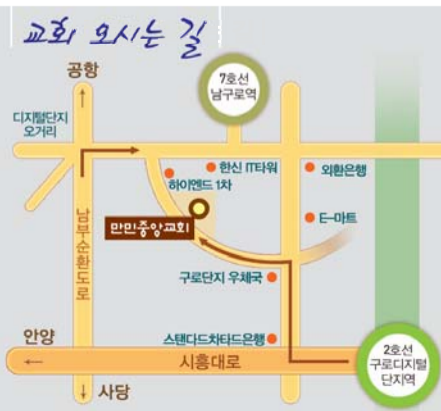 교회 오시는 길
공항
7호선
남구로역
디지털단지
오거리
한신 IT타워
하이엔드 1차
외환은행
만민중앙교회
E-마트
남부순환도로
구로단지 우체국
스탠다드차타드은행
안양
시흥대로
2호선
구로디지털
단지역
사당